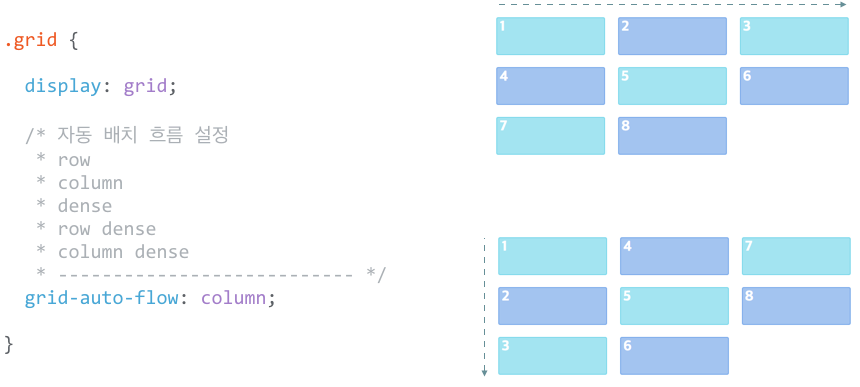 .grid {
display: grid;
/* 자동 배치 흐름 설정
* row
* column
* dense
* row dense
* column dense
* --------------------------- */
grid-auto-flow: column;
}
1 2 3
4 5 6
7 8
1 4 7
2 5 8
3 6